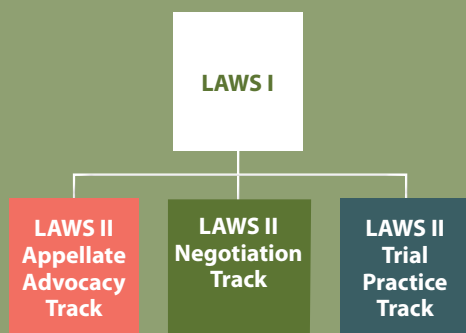 LAWS I
LAWS II
Appellate
Advocacy
Track
LAWS II
Negotiation
Track
LAWS II
Trial
Practice
Track